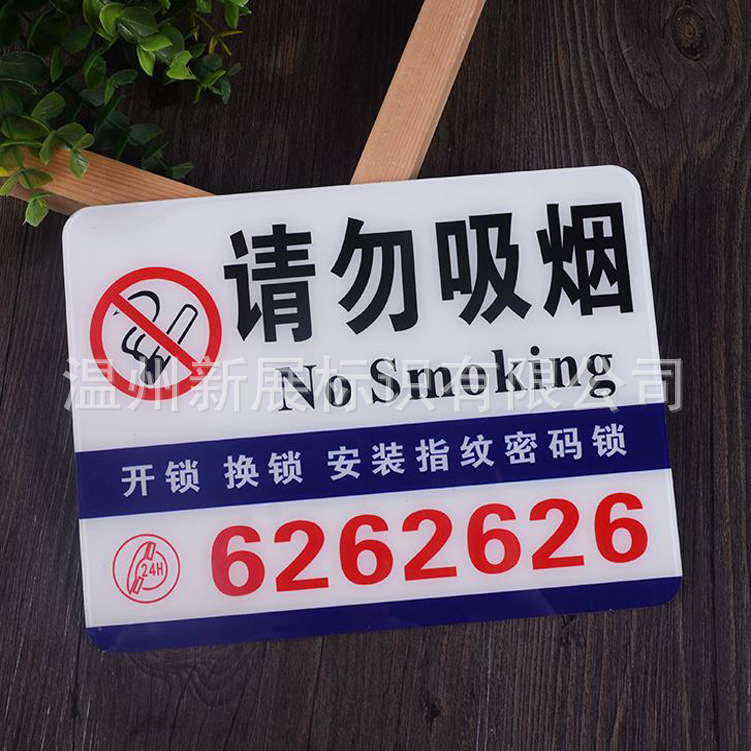 请勿吸烟
No Smoking
温州新展标识有限公司
开锁 换锁 安装指纹密码锁
24H
6262626